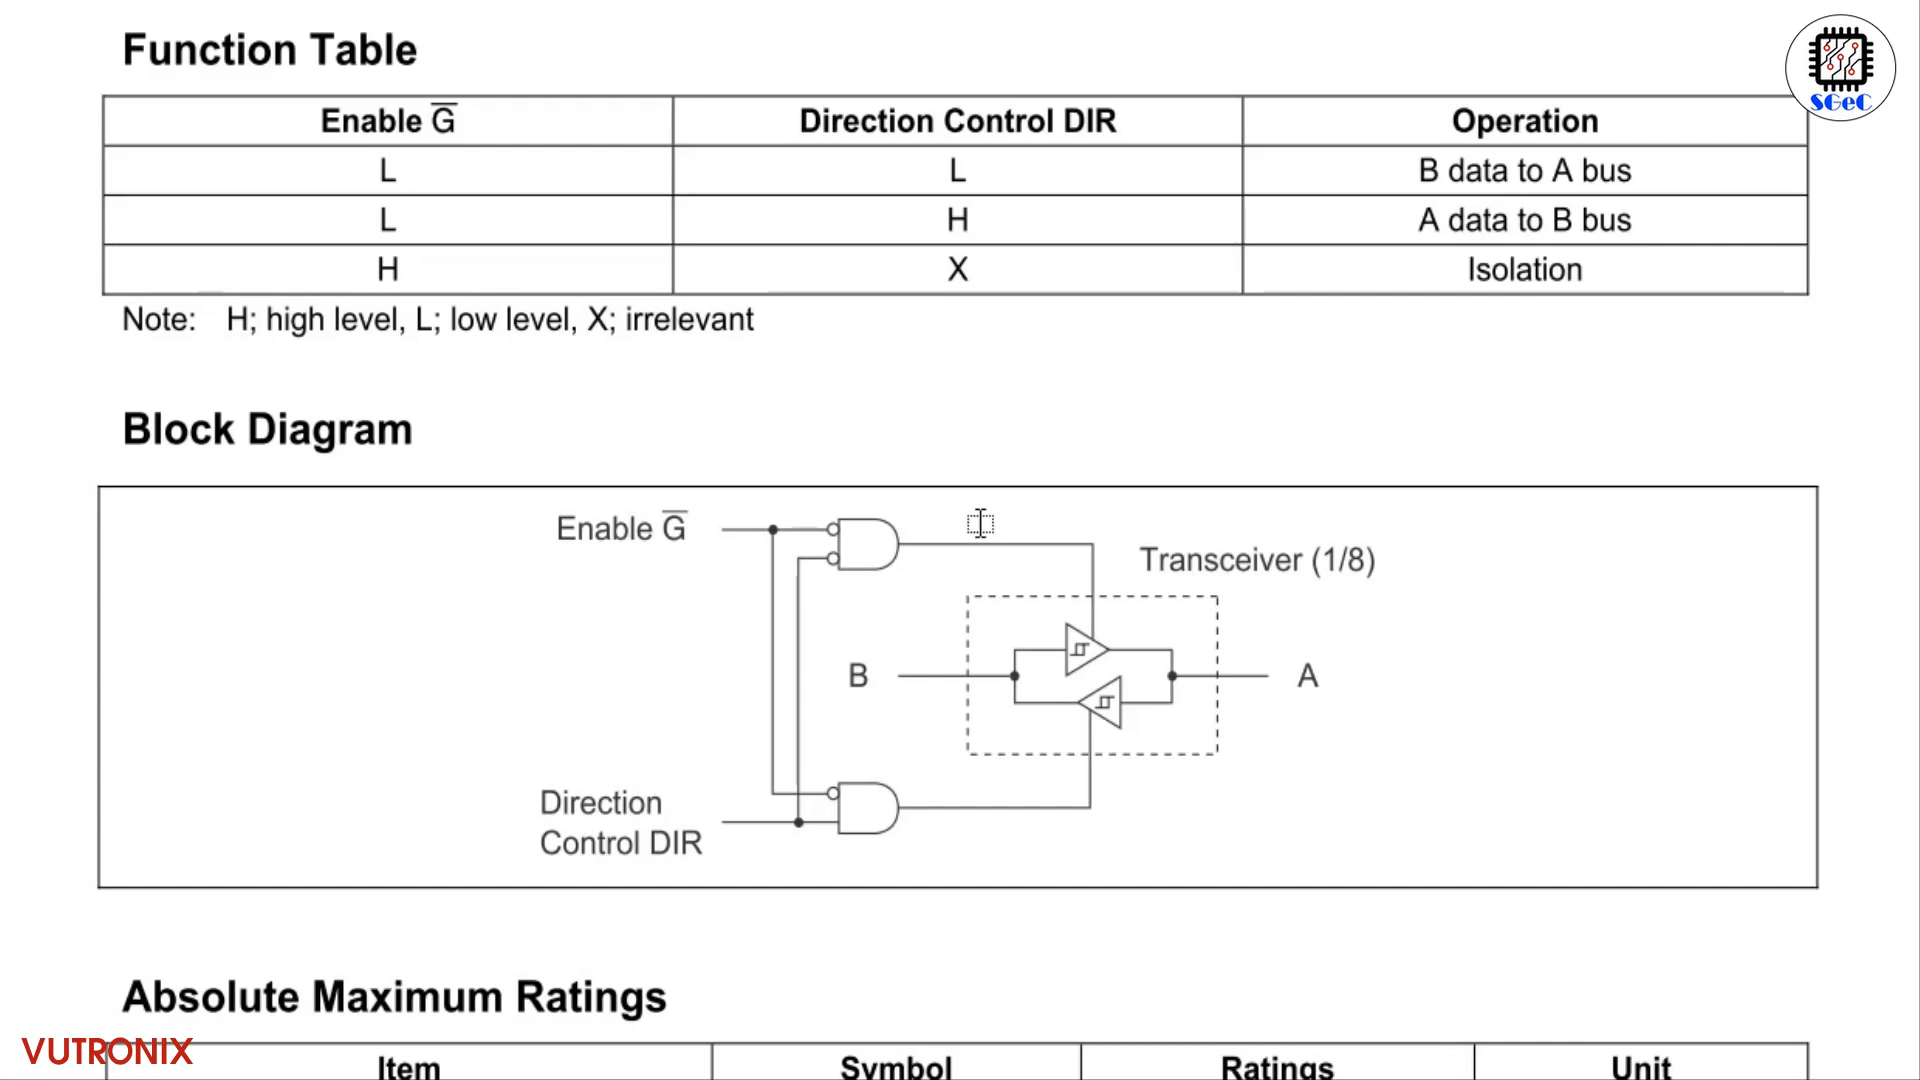 Function Table
SGeC
Enable G̅ Direction Control DIR Operation
L L B data to A bus
L H A data to B bus
H X Isolation
Note: H; high level, L; low level, X; irrelevant
Block Diagram
Enable G̅
Transceiver (1/8)
B A
Direction
Control DIR
Absolute Maximum Ratings
VUTRONIX
Item Symbol Ratings Unit